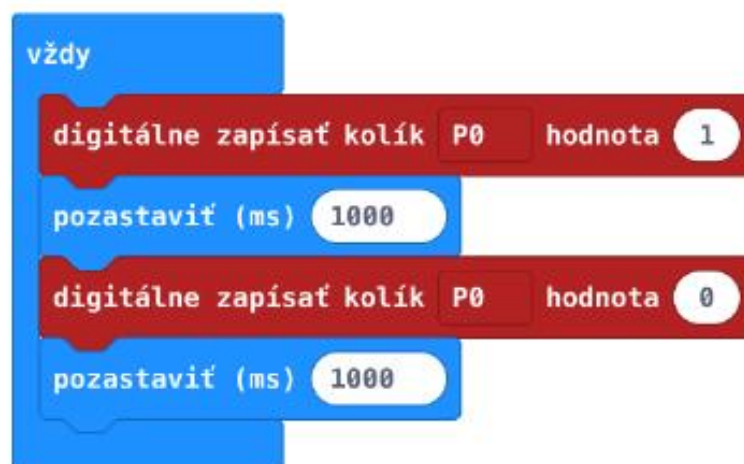 vždy
digitálne zapísať kolík P0 hodnota 1
pozastaviť (ms) 1000
digitálne zapísať kolík P0 hodnota 0
pozastaviť (ms) 1000